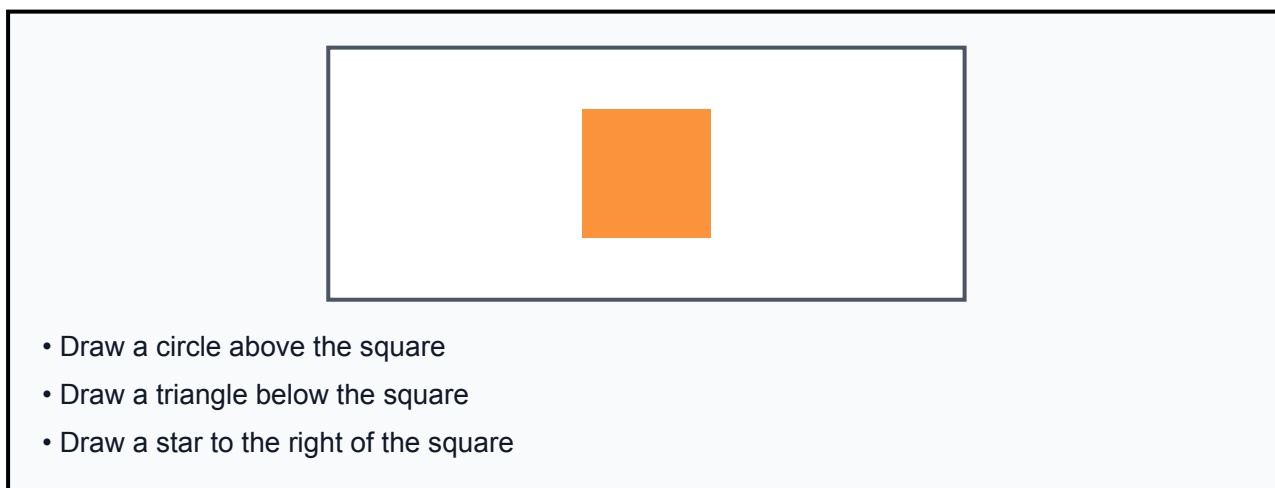 • Draw a circle above the square
• Draw a triangle below the square
• Draw a star to the right of the square